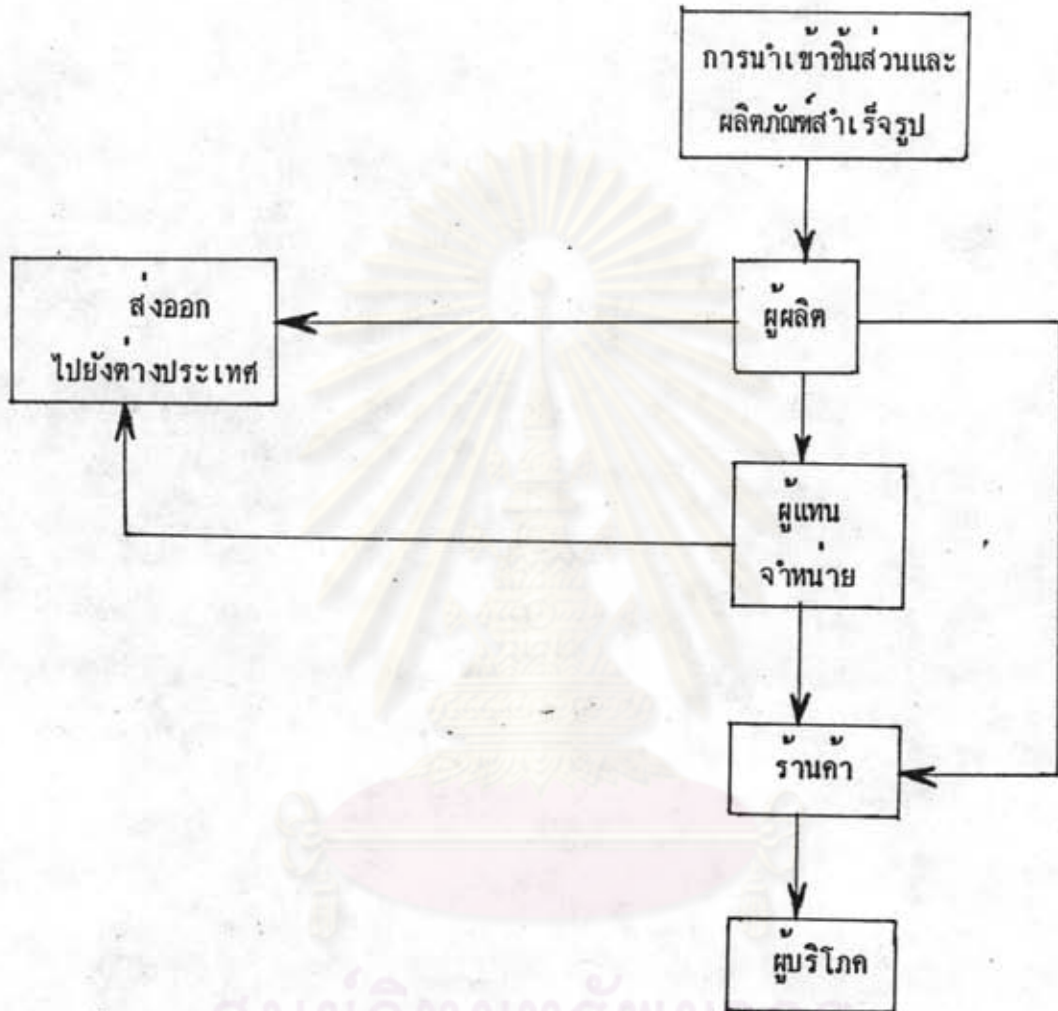 การนำเข้าชิ้นส่วนและ
ผลิตภัณฑ์สำเร็จรูป
ส่งออก
ไปยังต่างประเทศ
ผู้ผลิต
ผู้แทน
จำหน่าย
ร้านค้า
ผู้บริโภค